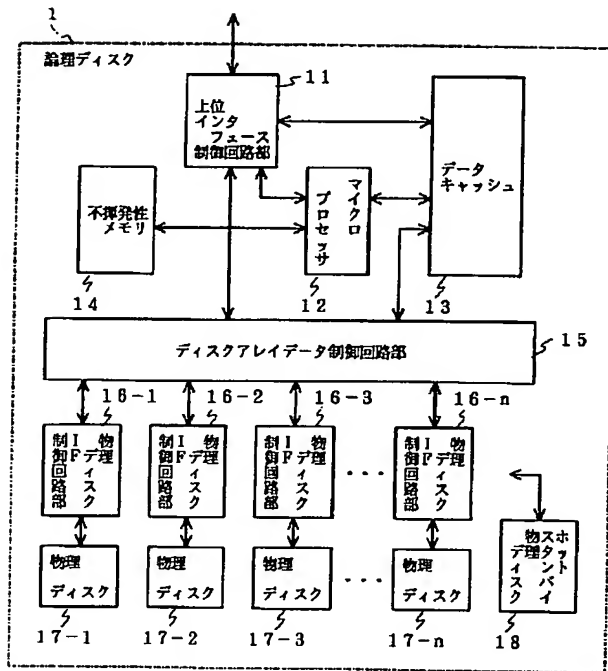 1
論理ディスク
11
上位
インタ
フェース
制御回路部
データ
キャッシュ
不揮発性
メモリ
マイクロ
プロセッサ
14
12
13
ディスクアレイデータ制御回路部
15
16-1
16-2
16-3
16-n
物理
ディスク
IF
制御回路部
物理
ディスク
IF
制御回路部
物理
ディスク
IF
制御回路部
・・・
物理
ディスク
IF
制御回路部
物理
ディスク
物理
ディスク
物理
ディスク
・・・
物理
ディスク
ホット
スタンバイ
物理
ディスク
17-1
17-2
17-3
17-n
18